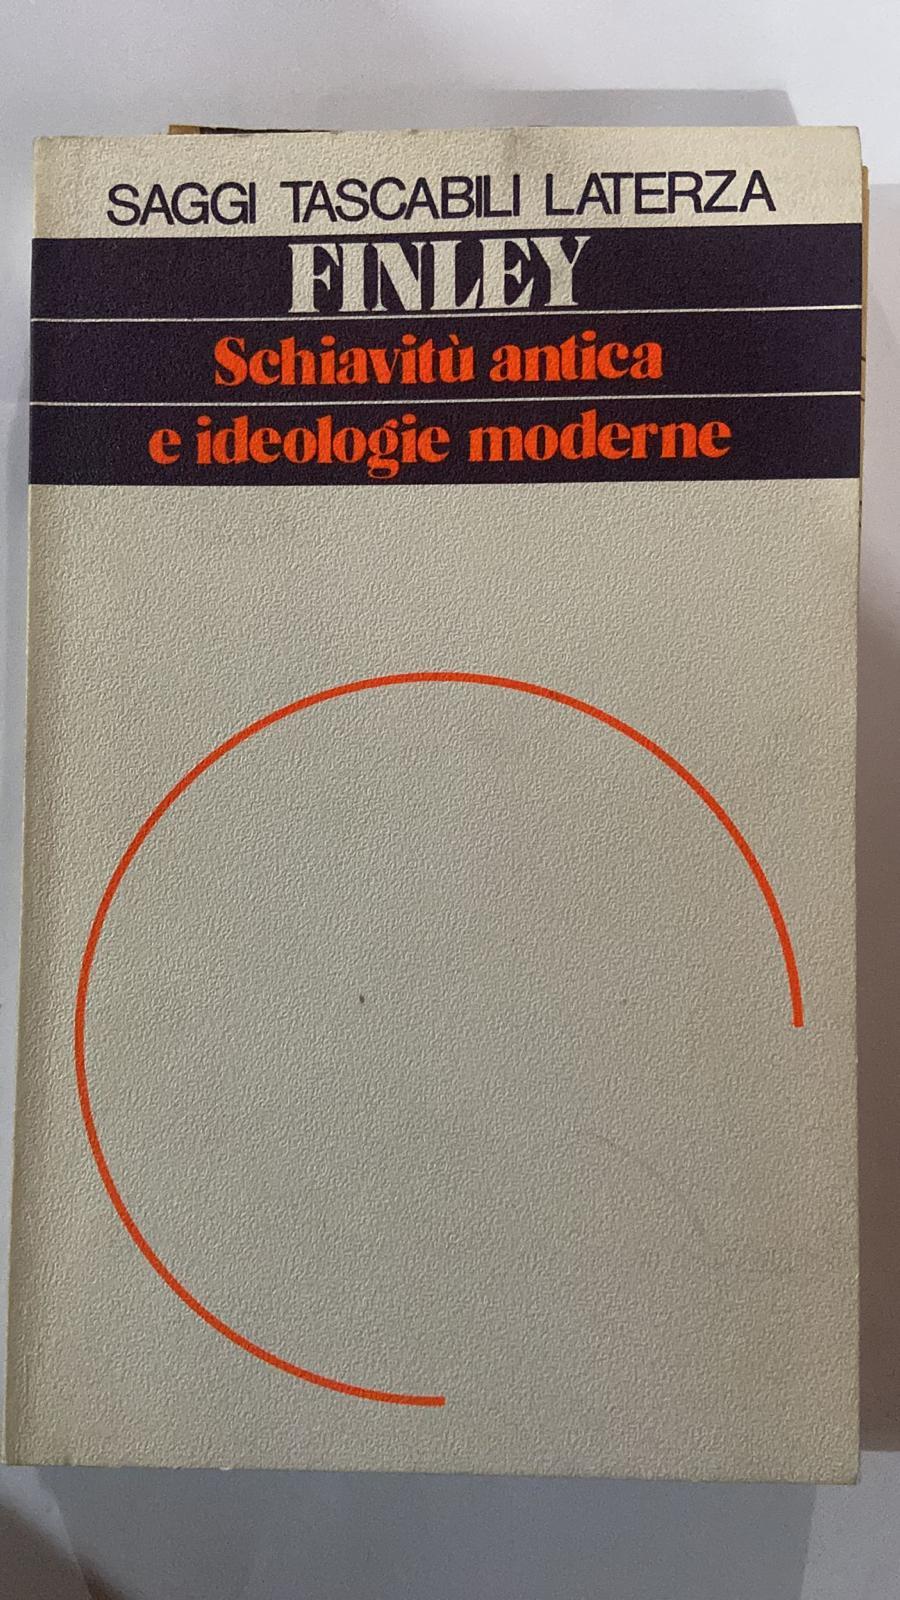 SAGGI TASCABILI LATERZA
FINLEY
Schiavitù antica
e ideologie moderne